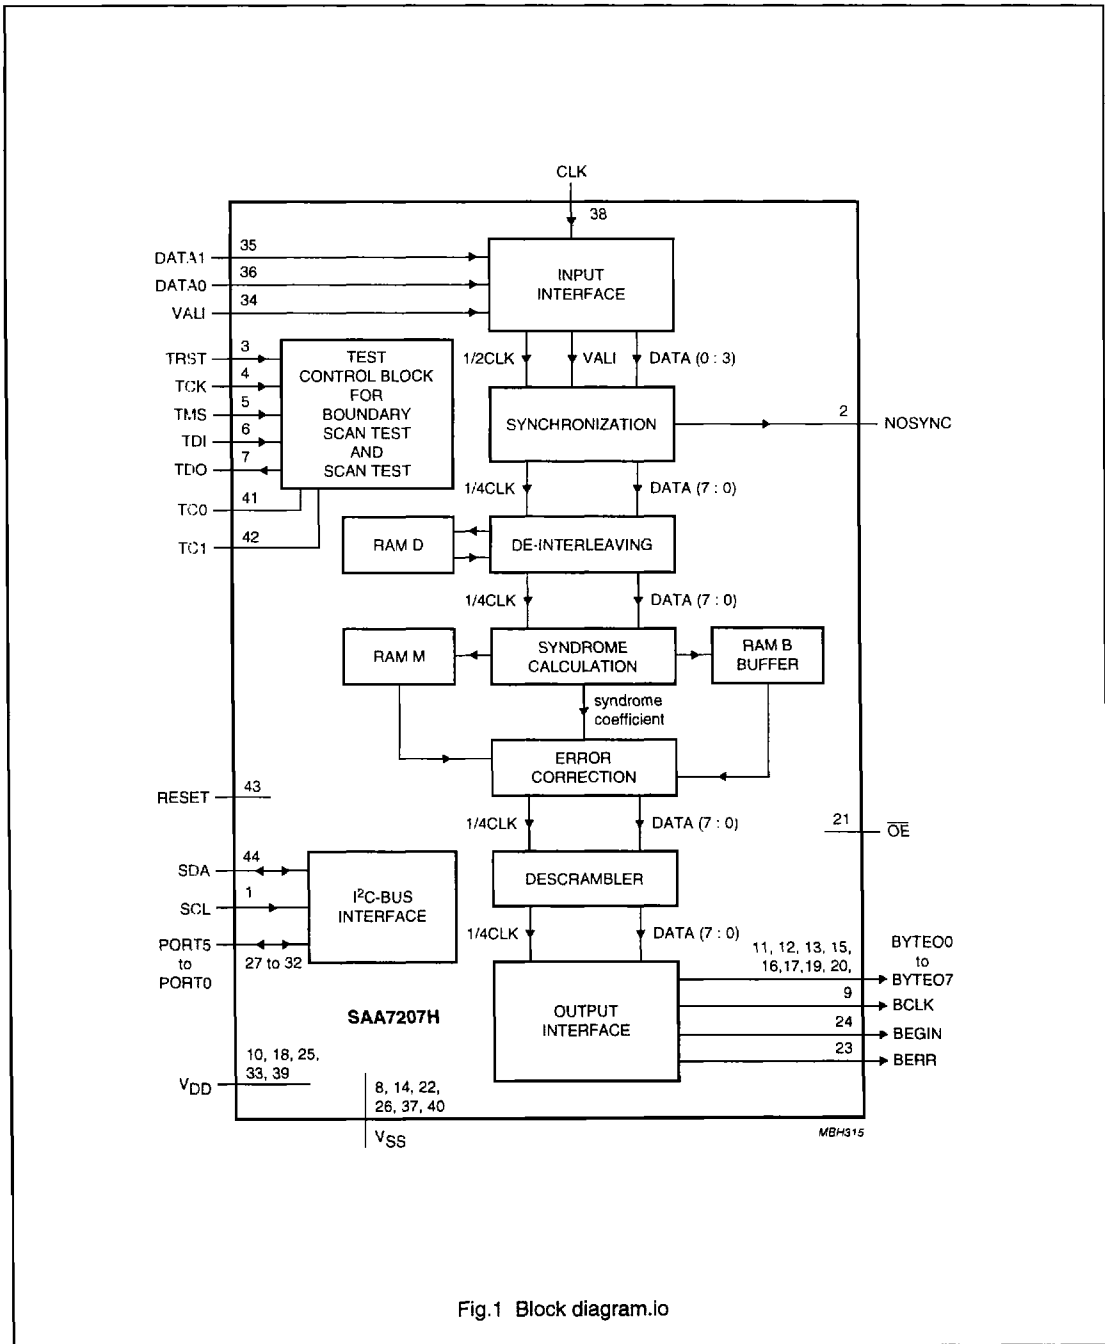 CLK
38
DATA1 35
DATA0 36
VALI 34
INPUT
INTERFACE
TRST 3
TCK 4
TMS 5
TDI 6
TDO 7
TC0 41
TC1 42
TEST
CONTROL BLOCK
FOR
BOUNDARY
SCAN TEST
AND
SCAN TEST
1/2CLK VALI DATA (0 : 3)
SYNCHRONIZATION
2 NOSYNC
1/4CLK DATA (7 : 0)
RAM D
DE-INTERLEAVING
1/4CLK DATA (7 : 0)
RAM M
SYNDROME
CALCULATION
RAM B
BUFFER
syndrome
coefficient
ERROR
CORRECTION
RESET 43
1/4CLK DATA (7 : 0)
21 OE
SDA 44
SCL 1
PORT5
to
PORT0
27 to 32
I²C-BUS
INTERFACE
DESCRAMBLER
1/4CLK DATA (7 : 0)
11, 12, 13, 15,
16,17,19, 20,
BYTEO0
to
BYTEO7
OUTPUT
INTERFACE
9 BCLK
24 BEGIN
23 BERR
SAA7207H
VDD
10, 18, 25,
33, 39
8, 14, 22,
26, 37, 40
VSS
MBH315
Fig.1 Block diagram.io